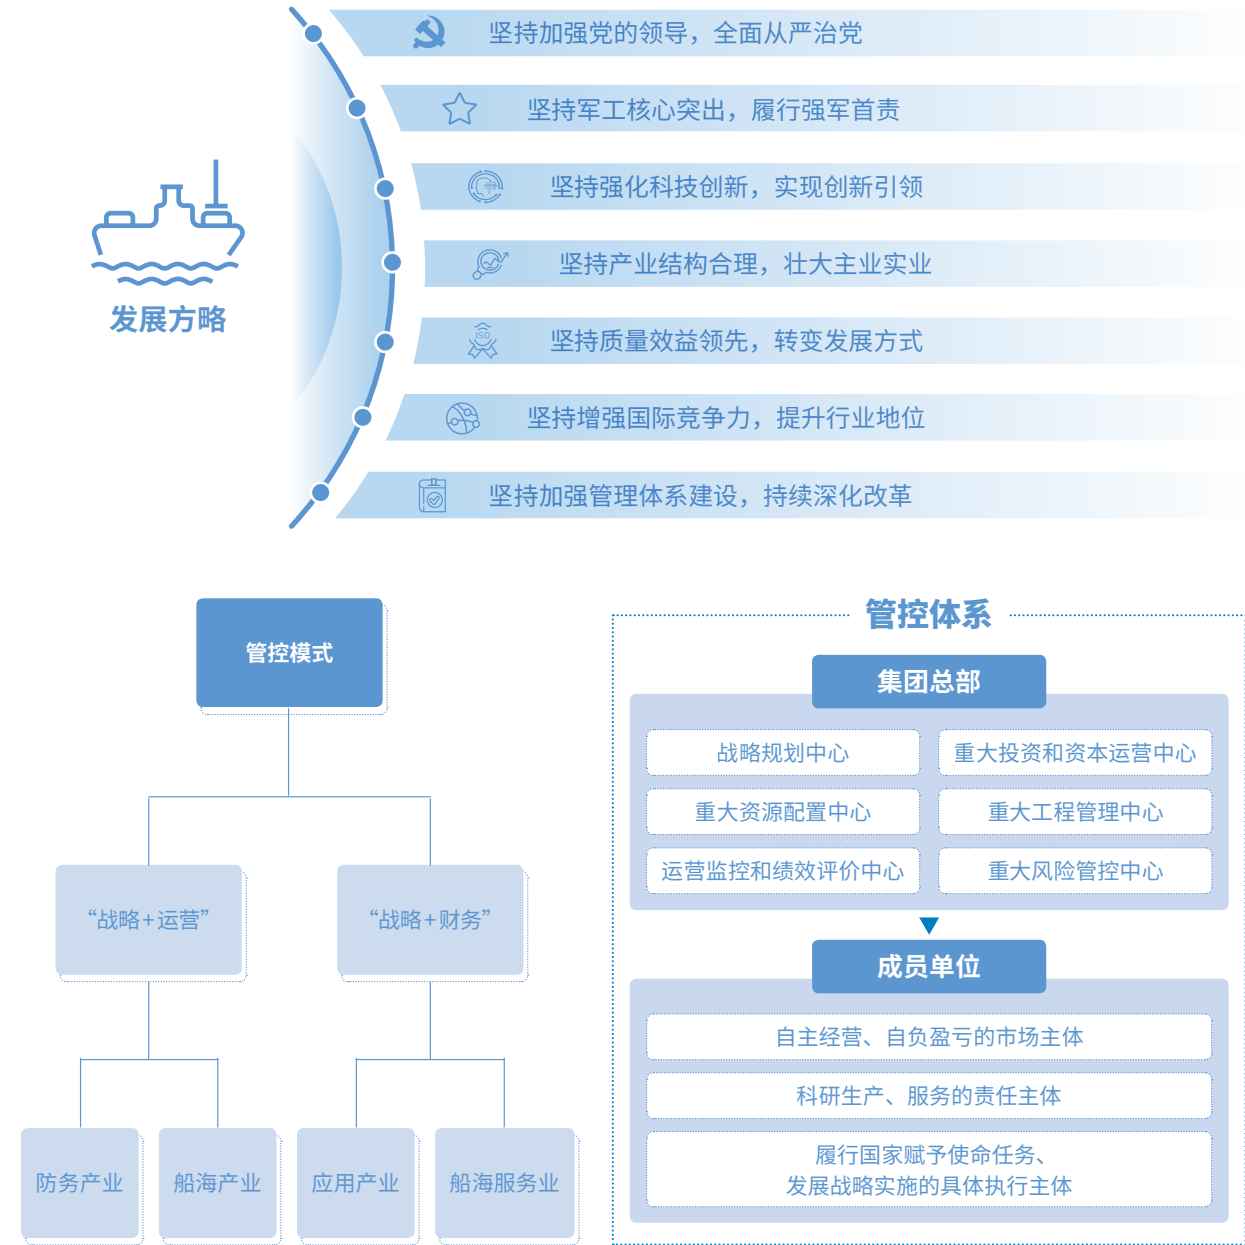 坚持加强党的领导，全面从严治党
坚持军工核心突出，履行强军首责
坚持强化科技创新，实现创新引领
坚持产业结构合理，壮大主业实业
ISO
坚持质量效益领先，转变发展方式
坚持增强国际竞争力，提升行业地位
坚持加强管理体系建设，持续深化改革
发展方略
管控模式
“战略+运营”
“战略+财务”
防务产业
船海产业
应用产业
船海服务业
管控体系
集团总部
战略规划中心
重大投资和资本运营中心
重大资源配置中心
重大工程管理中心
运营监控和绩效评价中心
重大风险管控中心
成员单位
自主经营、自负盈亏的市场主体
科研生产、服务的责任主体
履行国家赋予使命任务、
发展战略实施的具体执行主体